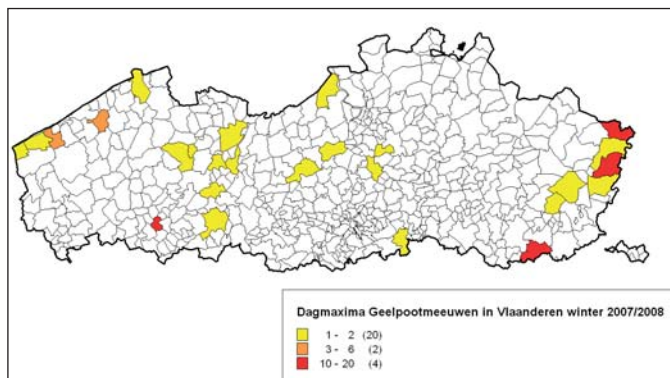 Dagmaxima Geelpootmeeuwen in Vlaanderen winter 2007/2008
1 - 2 (20)
3 - 6 (2)
10 - 20 (4)